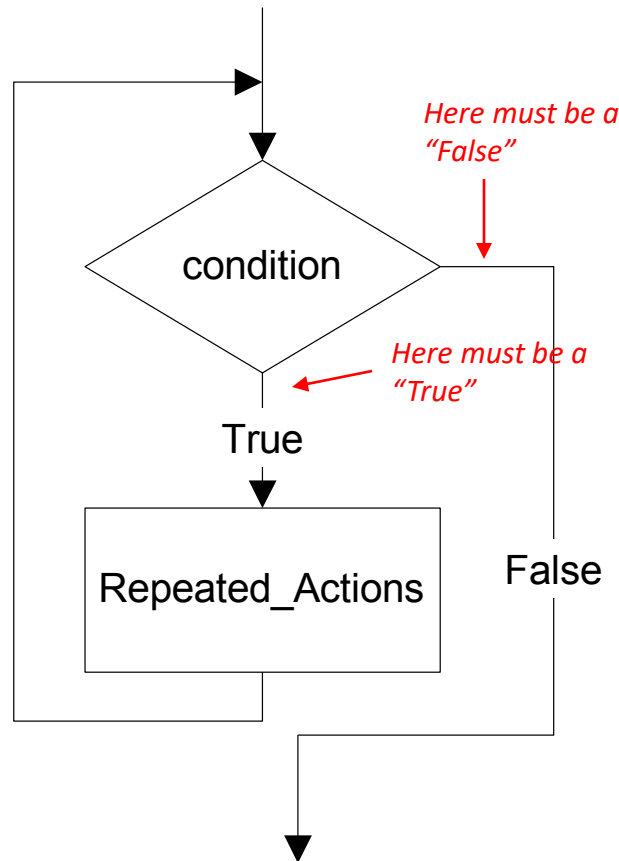 Here must be a
“False”
condition
Here must be a
“True”
True
Repeated_Actions
False